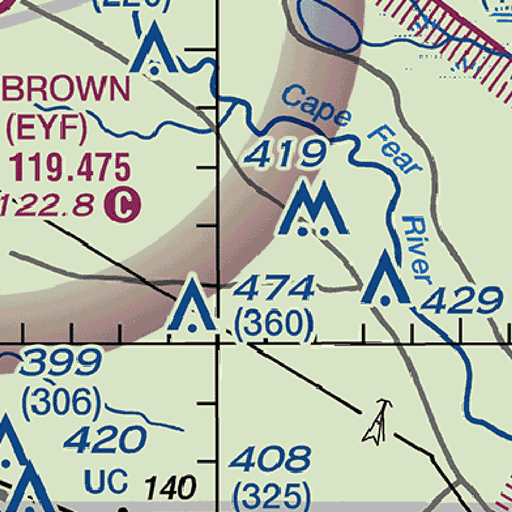 (226)
BROWN
(EYF)
119.475
122.8 C
Cape Fear River
419
474
(360)
429
399
(306)
420
UC
140
408
(325)